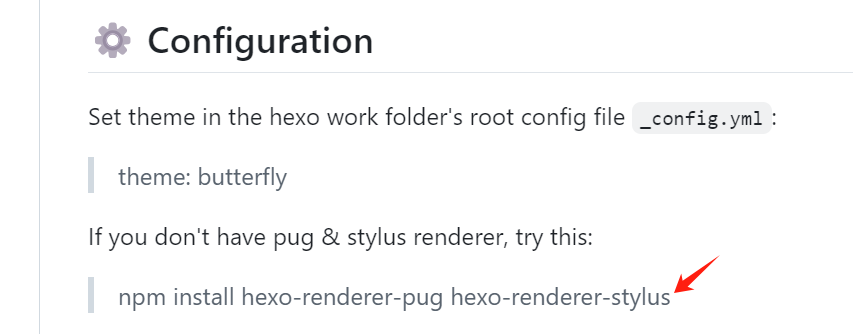 Configuration
Set theme in the hexo work folder's root config file _config.yml:
theme: butterfly
If you don't have pug & stylus renderer, try this:
npm install hexo-renderer-pug hexo-renderer-stylus